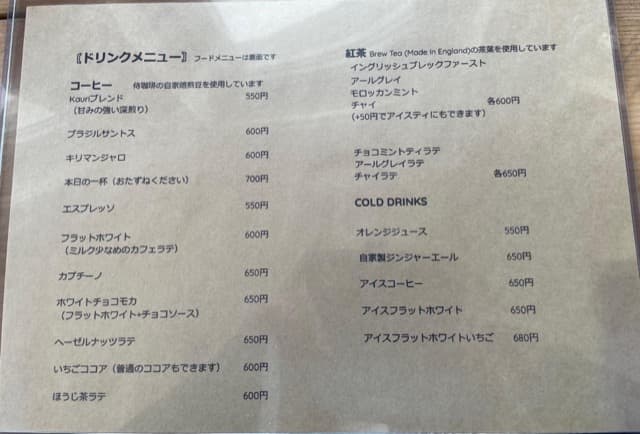 〖ドリンクメニュー〗 フードメニューは裏面です
コーヒー 侍珈琲の自家焙煎豆を使用しています
Kauriブレンド 550円
（甘みの強い深煎り）
ブラジルサントス 600円
キリマンジャロ 600円
本日の一杯（おたずねください） 700円
エスプレッソ 550円
フラットホワイト 600円
（ミルク少なめのカフェラテ）
カプチーノ 650円
ホワイトチョコモカ 650円
（フラットホワイト+チョコソース）
ヘーゼルナッツラテ 650円
いちごココア（普通のココアもできます） 600円
ほうじ茶ラテ 600円
紅茶 Brew Tea (Made In England)の茶葉を使用しています
イングリッシュブレックファースト
アールグレイ
モロッカンミント
チャイ 各600円
（+50円でアイスティにもできます）
チョコミントティラテ
アールグレイラテ
チャイラテ 各650円
COLD DRINKS
オレンジジュース 550円
自家製ジンジャーエール 650円
アイスコーヒー 650円
アイスフラットホワイト 650円
アイスフラットホワイトいちご 680円